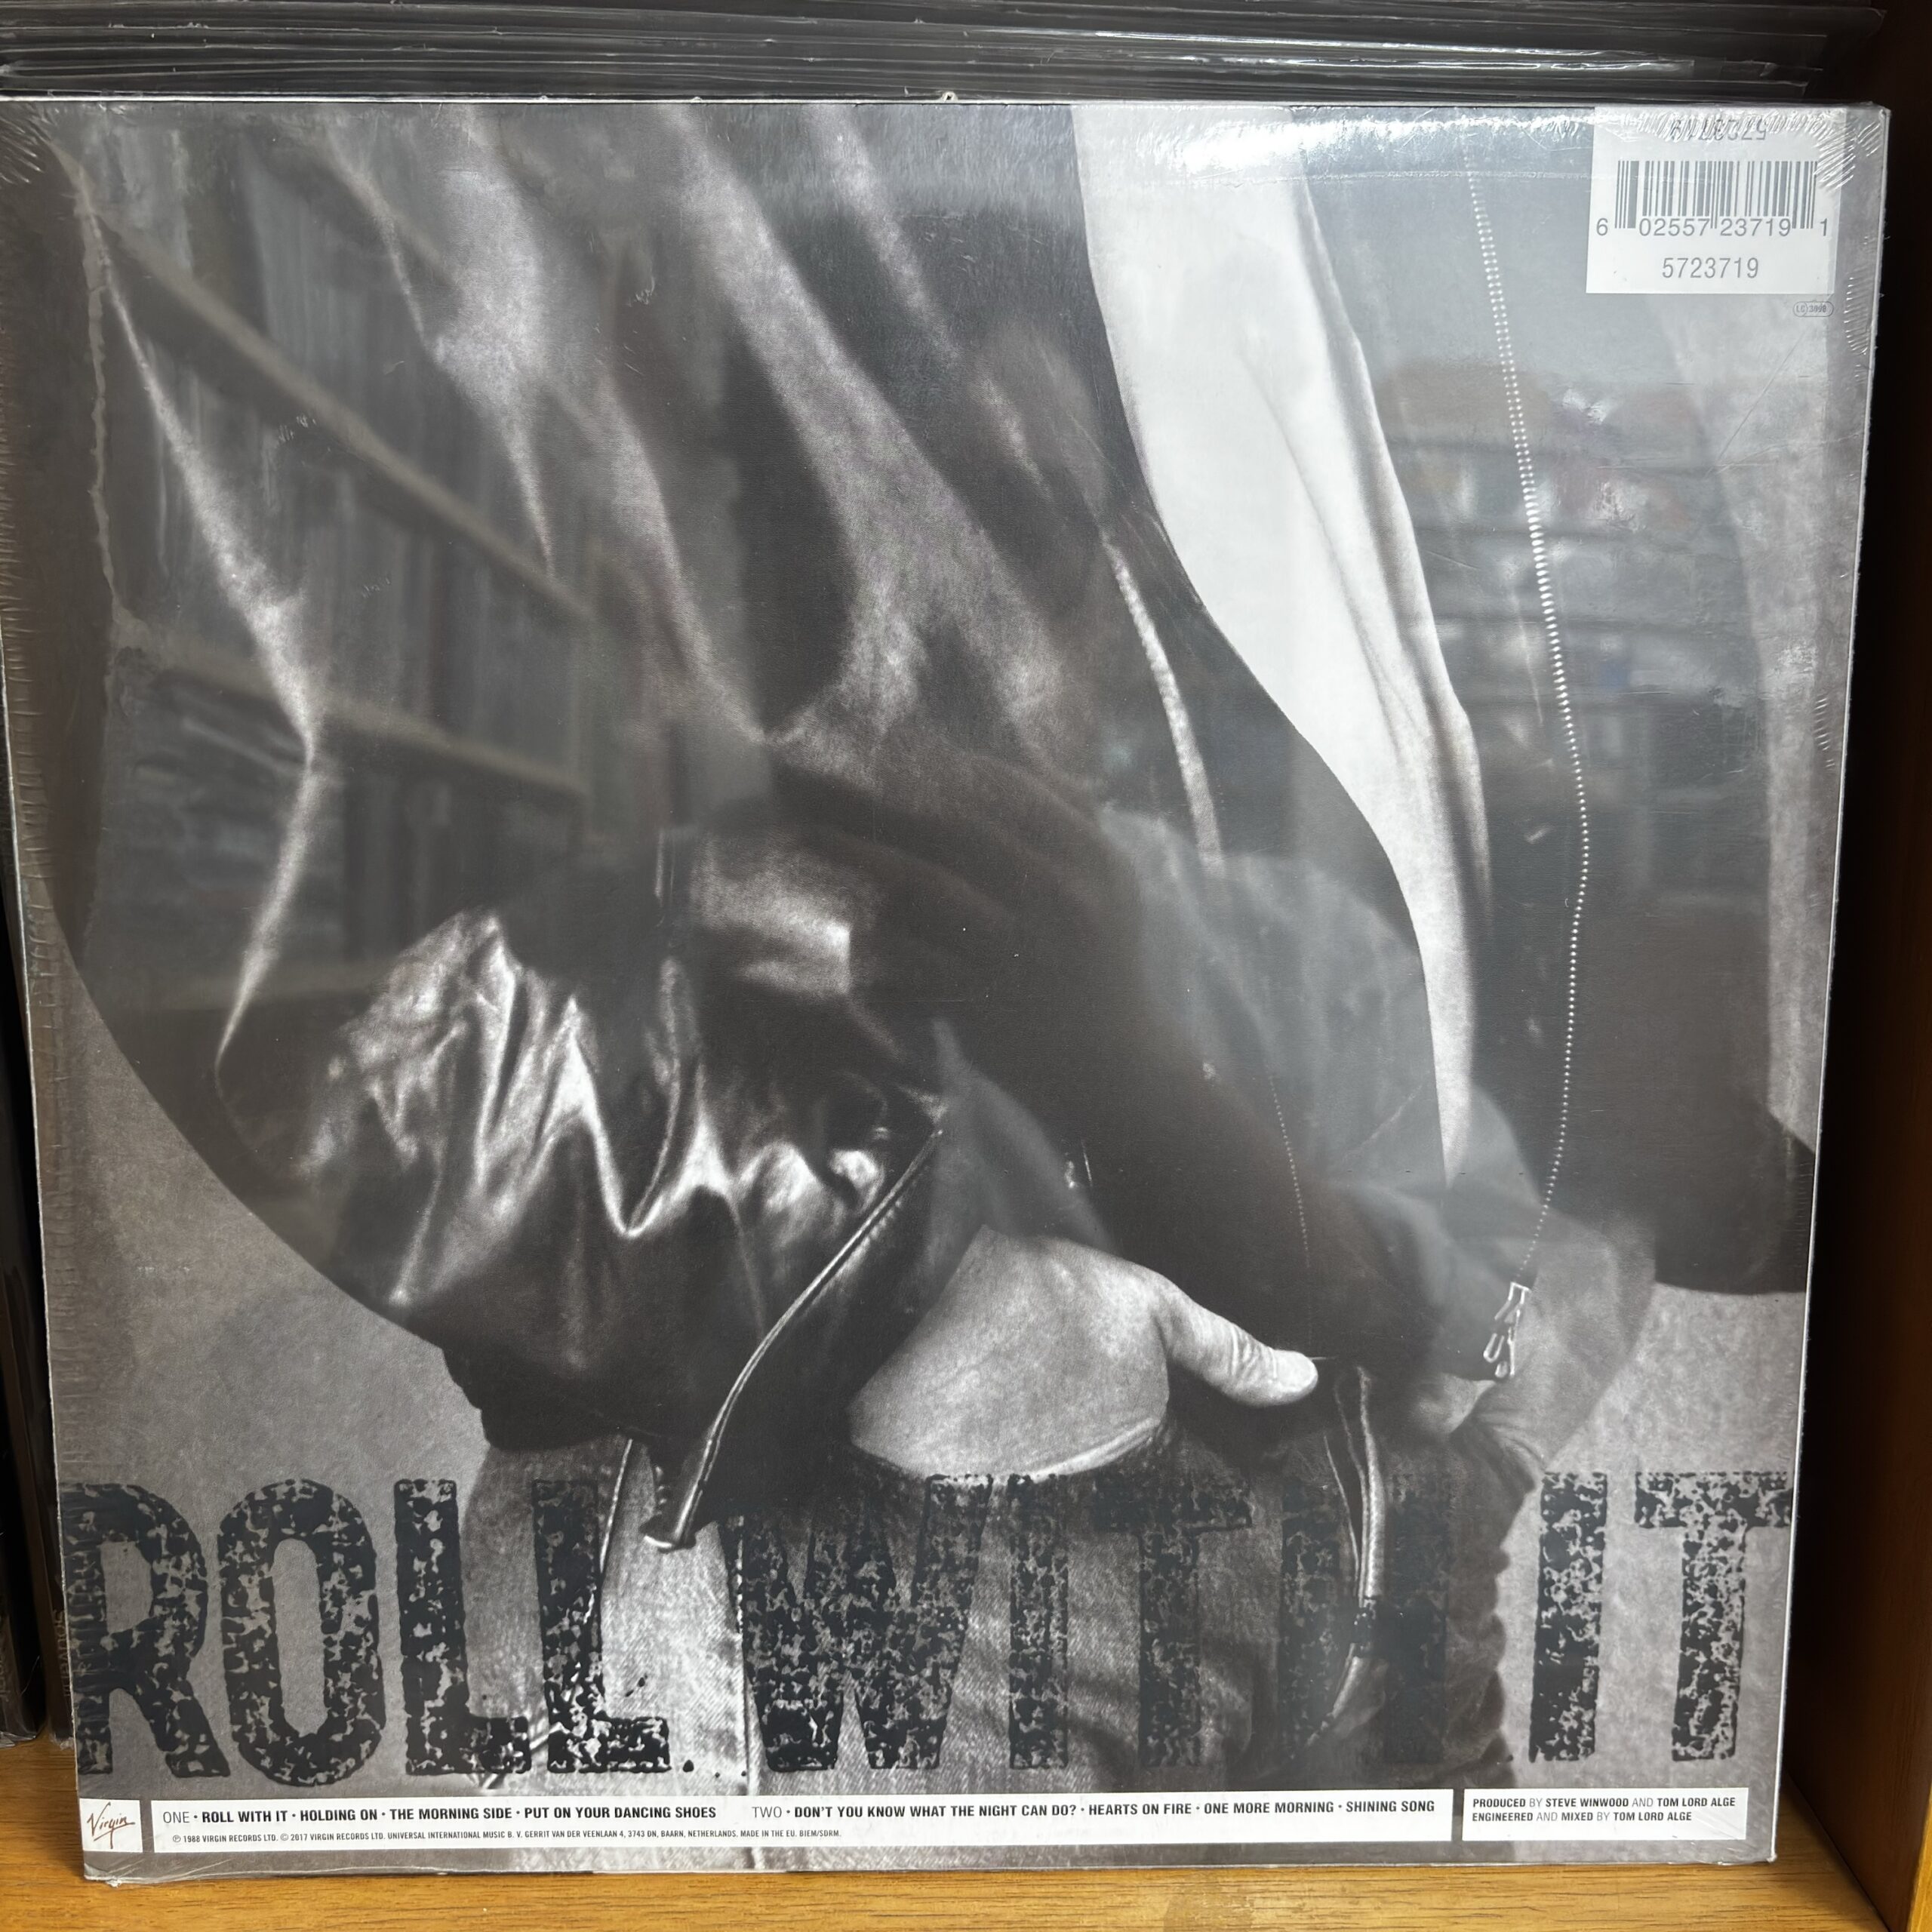 5723719
6 02557 23719 1
5723719
ROLL WITH IT
Virgin
ONE · ROLL WITH IT · HOLDING ON · THE MORNING SIDE · PUT ON YOUR DANCING SHOES TWO · DON'T YOU KNOW WHAT THE NIGHT CAN DO? · HEARTS ON FIRE · ONE MORE MORNING · SHINING SONG
℗ 1988 VIRGIN RECORDS LTD. © 2017 VIRGIN RECORDS LTD. UNIVERSAL INTERNATIONAL MUSIC B. V. GERRIT VAN DER VEENLAAN 4, 3743 DN, BAARN, NETHERLANDS. MADE IN THE EU. BIEM/SDRM.
PRODUCED BY STEVE WINWOOD AND TOM LORD ALGE
ENGINEERED AND MIXED BY TOM LORD ALGE